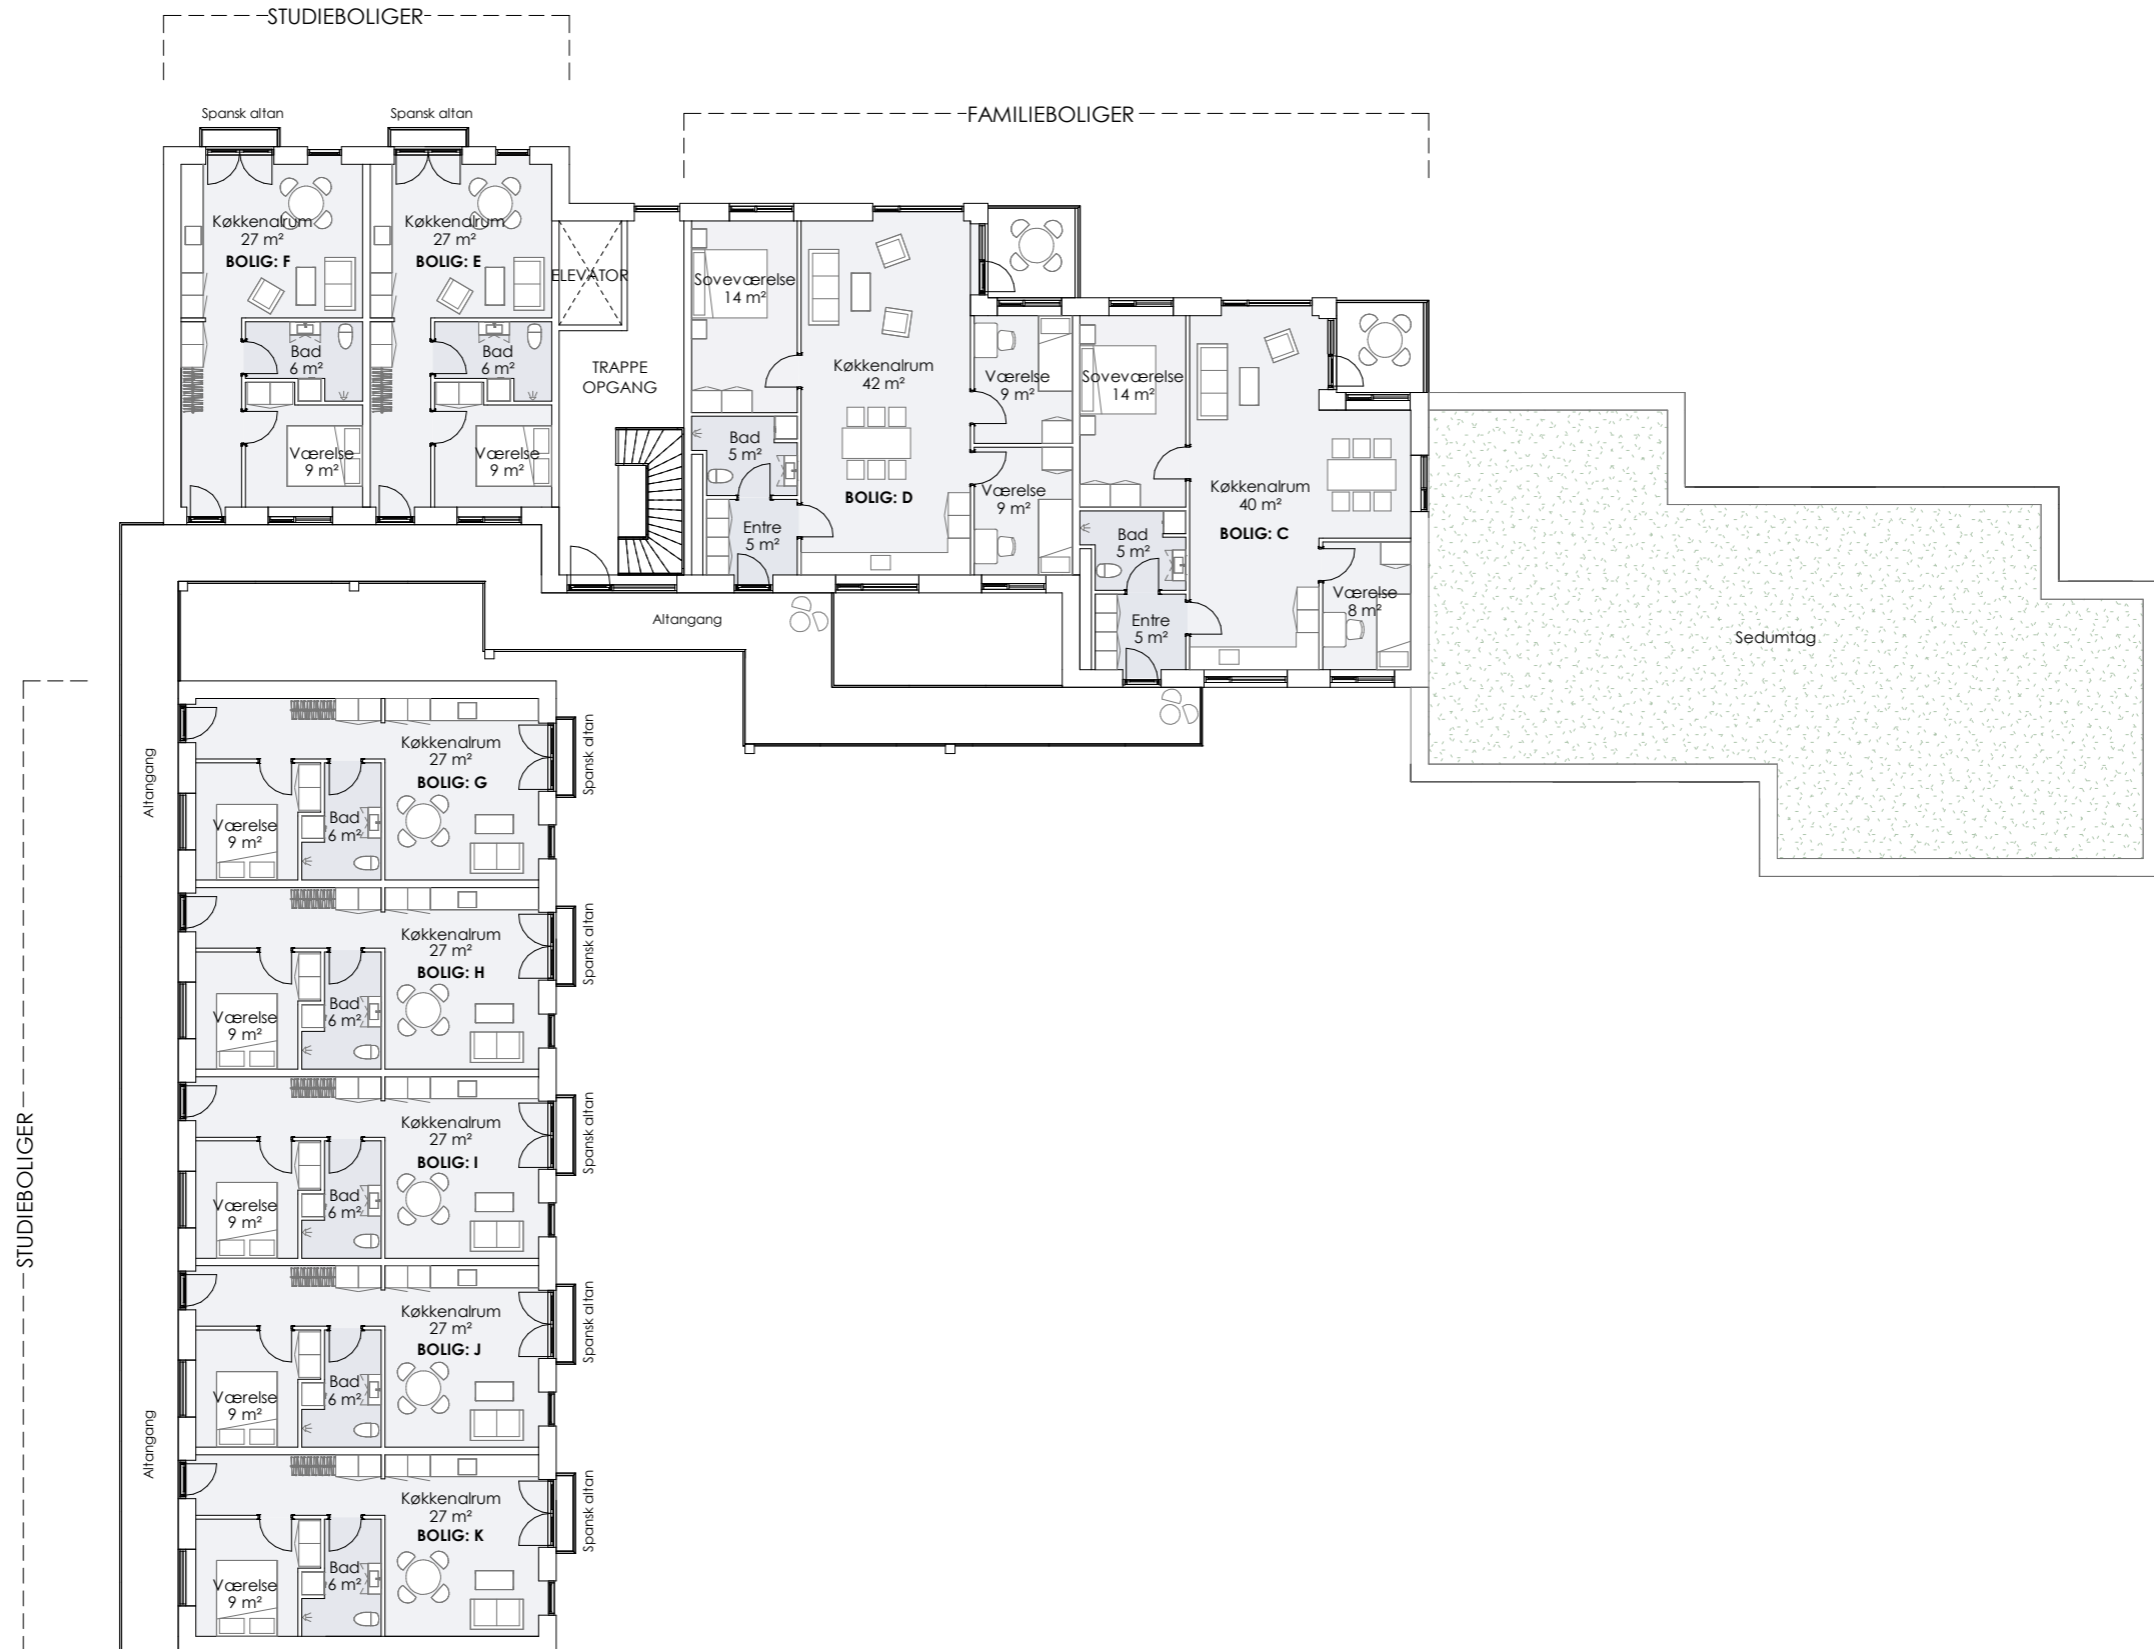 STUDIEBOLIGER
Spansk altan
Spansk altan
FAMILIEBOLIGER
Køkkenalrum
27 m²
BOLIG: F
Bad
6 m²
Værelse
9 m²
Køkkenalrum
27 m²
BOLIG: E
Bad
6 m²
Værelse
9 m²
ELEVATOR
TRAPPE
OPGANG
Soveværelse
14 m²
Bad
5 m²
Entre
5 m²
Køkkenalrum
42 m²
BOLIG: D
Værelse
9 m²
Værelse
9 m²
Soveværelse
14 m²
Bad
5 m²
Entre
5 m²
Køkkenalrum
40 m²
BOLIG: C
Værelse
8 m²
Sedumtag
Altangang
STUDIEBOLIGER
Altangang
Altangang
Køkkenalrum
27 m²
BOLIG: G
Værelse
9 m²
Bad
6 m²
Spansk altan
Køkkenalrum
27 m²
BOLIG: H
Værelse
9 m²
Bad
6 m²
Spansk altan
Køkkenalrum
27 m²
BOLIG: I
Værelse
9 m²
Bad
6 m²
Spansk altan
Køkkenalrum
27 m²
BOLIG: J
Værelse
9 m²
Bad
6 m²
Spansk altan
Køkkenalrum
27 m²
BOLIG: K
Værelse
9 m²
Bad
6 m²
Spansk altan